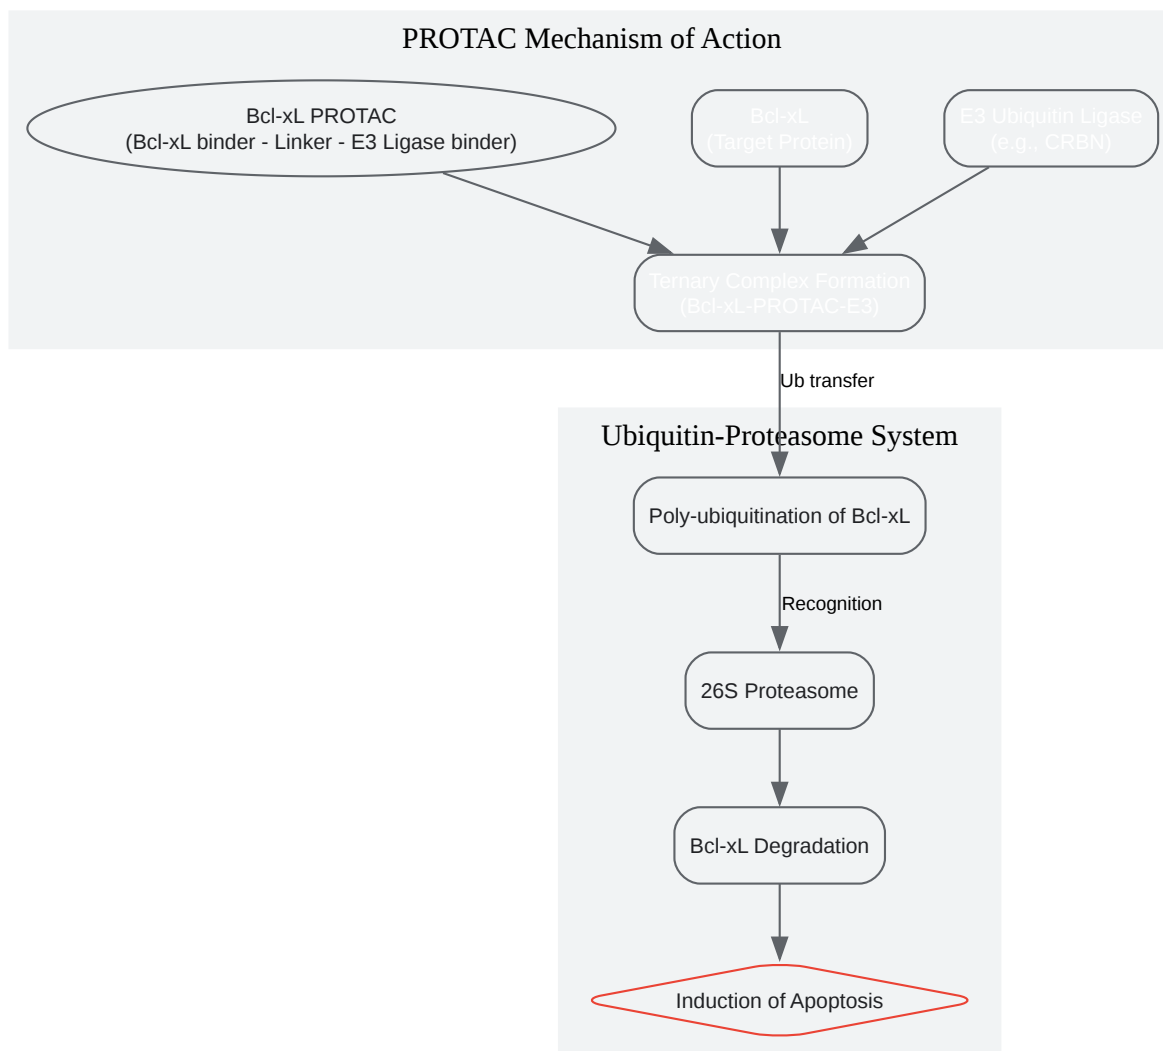 PROTAC Mechanism of Action
Bcl-xL PROTAC
(Bcl-xL binder - Linker - E3 Ligase binder)
Bcl-xL
(Target Protein)
E3 Ubiquitin Ligase
(e.g., CRBN)
Ternary Complex Formation
(Bcl-xL-PROTAC-E3)
Ub transfer
Ubiquitin-Proteasome System
Poly-ubiquitination of Bcl-xL
Recognition
26S Proteasome
Bcl-xL Degradation
Induction of Apoptosis